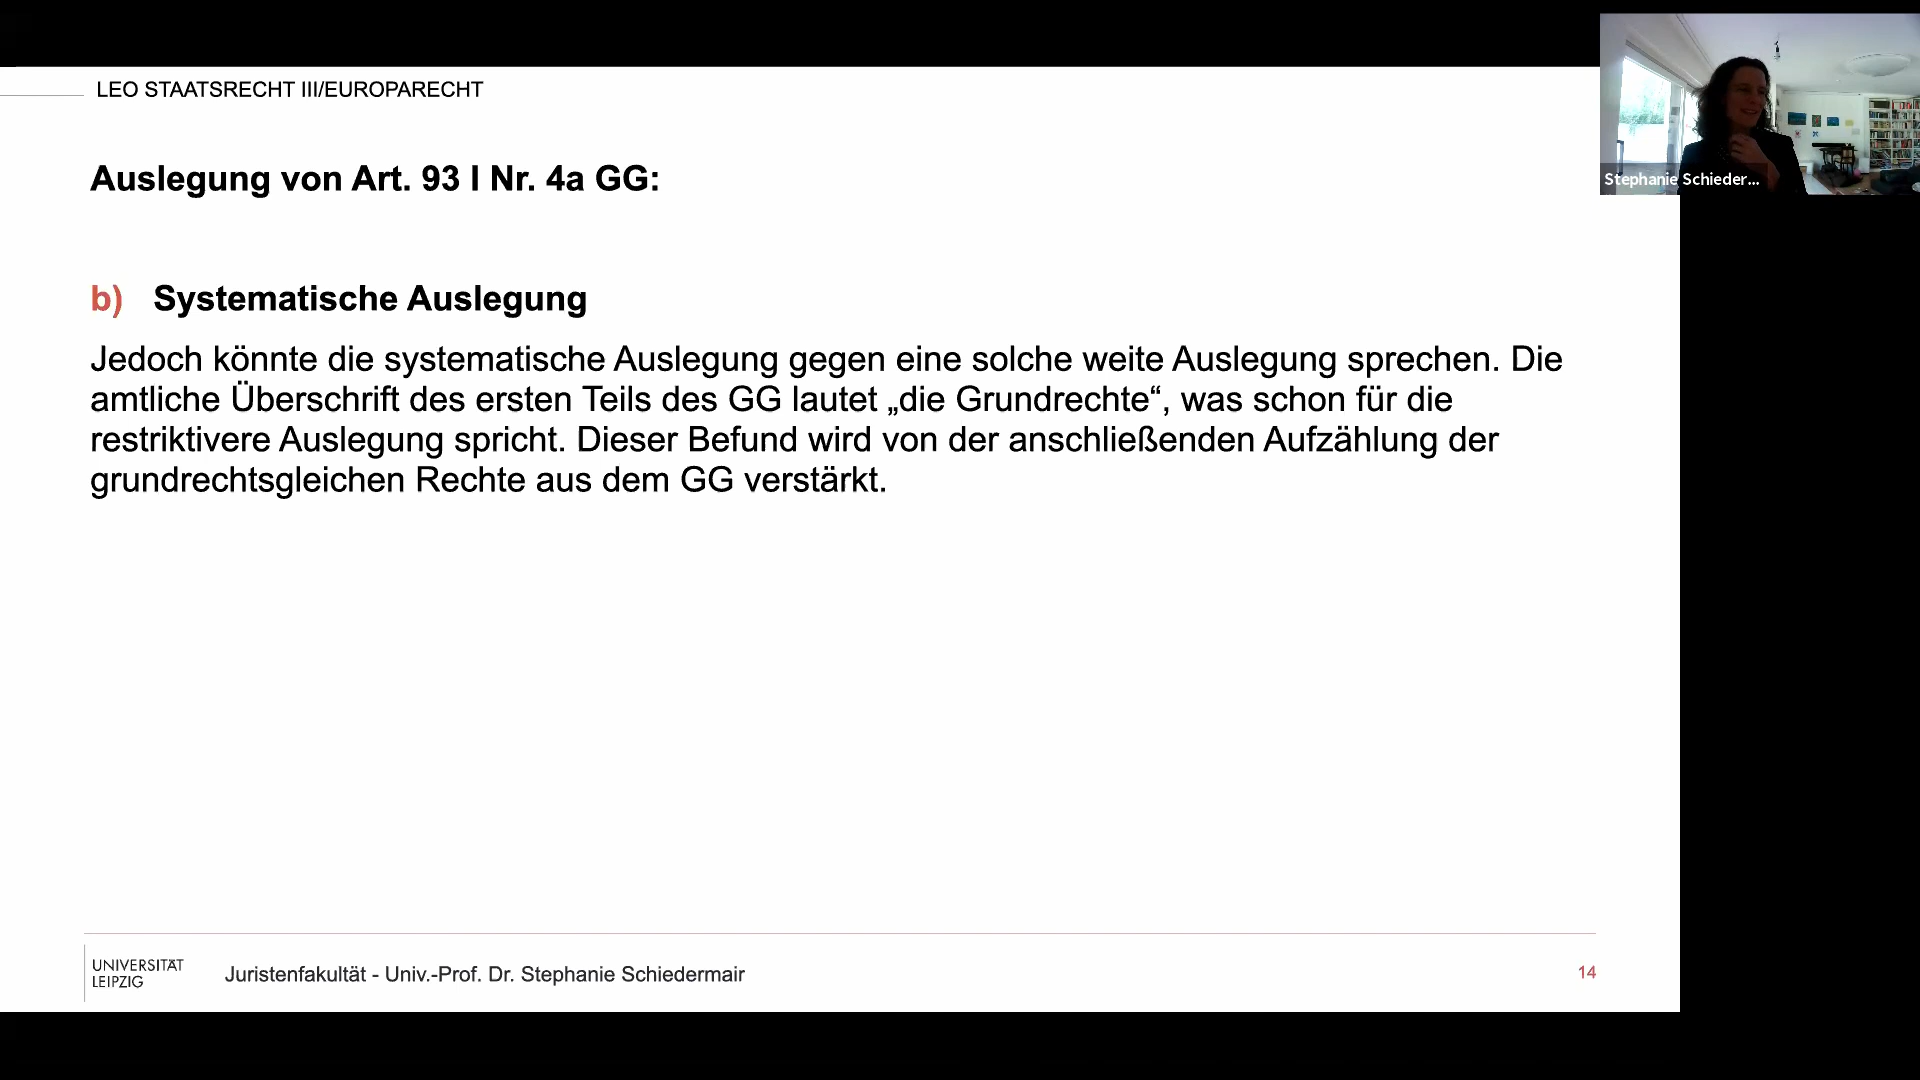 LEO STAATSRECHT III/EUROPARECHT
Auslegung von Art. 93 I Nr. 4a GG:
b) Systematische Auslegung
Jedoch könnte die systematische Auslegung gegen eine solche weite Auslegung sprechen. Die
amtliche Überschrift des ersten Teils des GG lautet „die Grundrechte“, was schon für die
restriktivere Auslegung spricht. Dieser Befund wird von der anschließenden Aufzählung der
grundrechtsgleichen Rechte aus dem GG verstärkt.
UNIVERSITÄT
LEIPZIG
Juristenfakultät - Univ.-Prof. Dr. Stephanie Schiedermair
14
Stephanie Schieder...